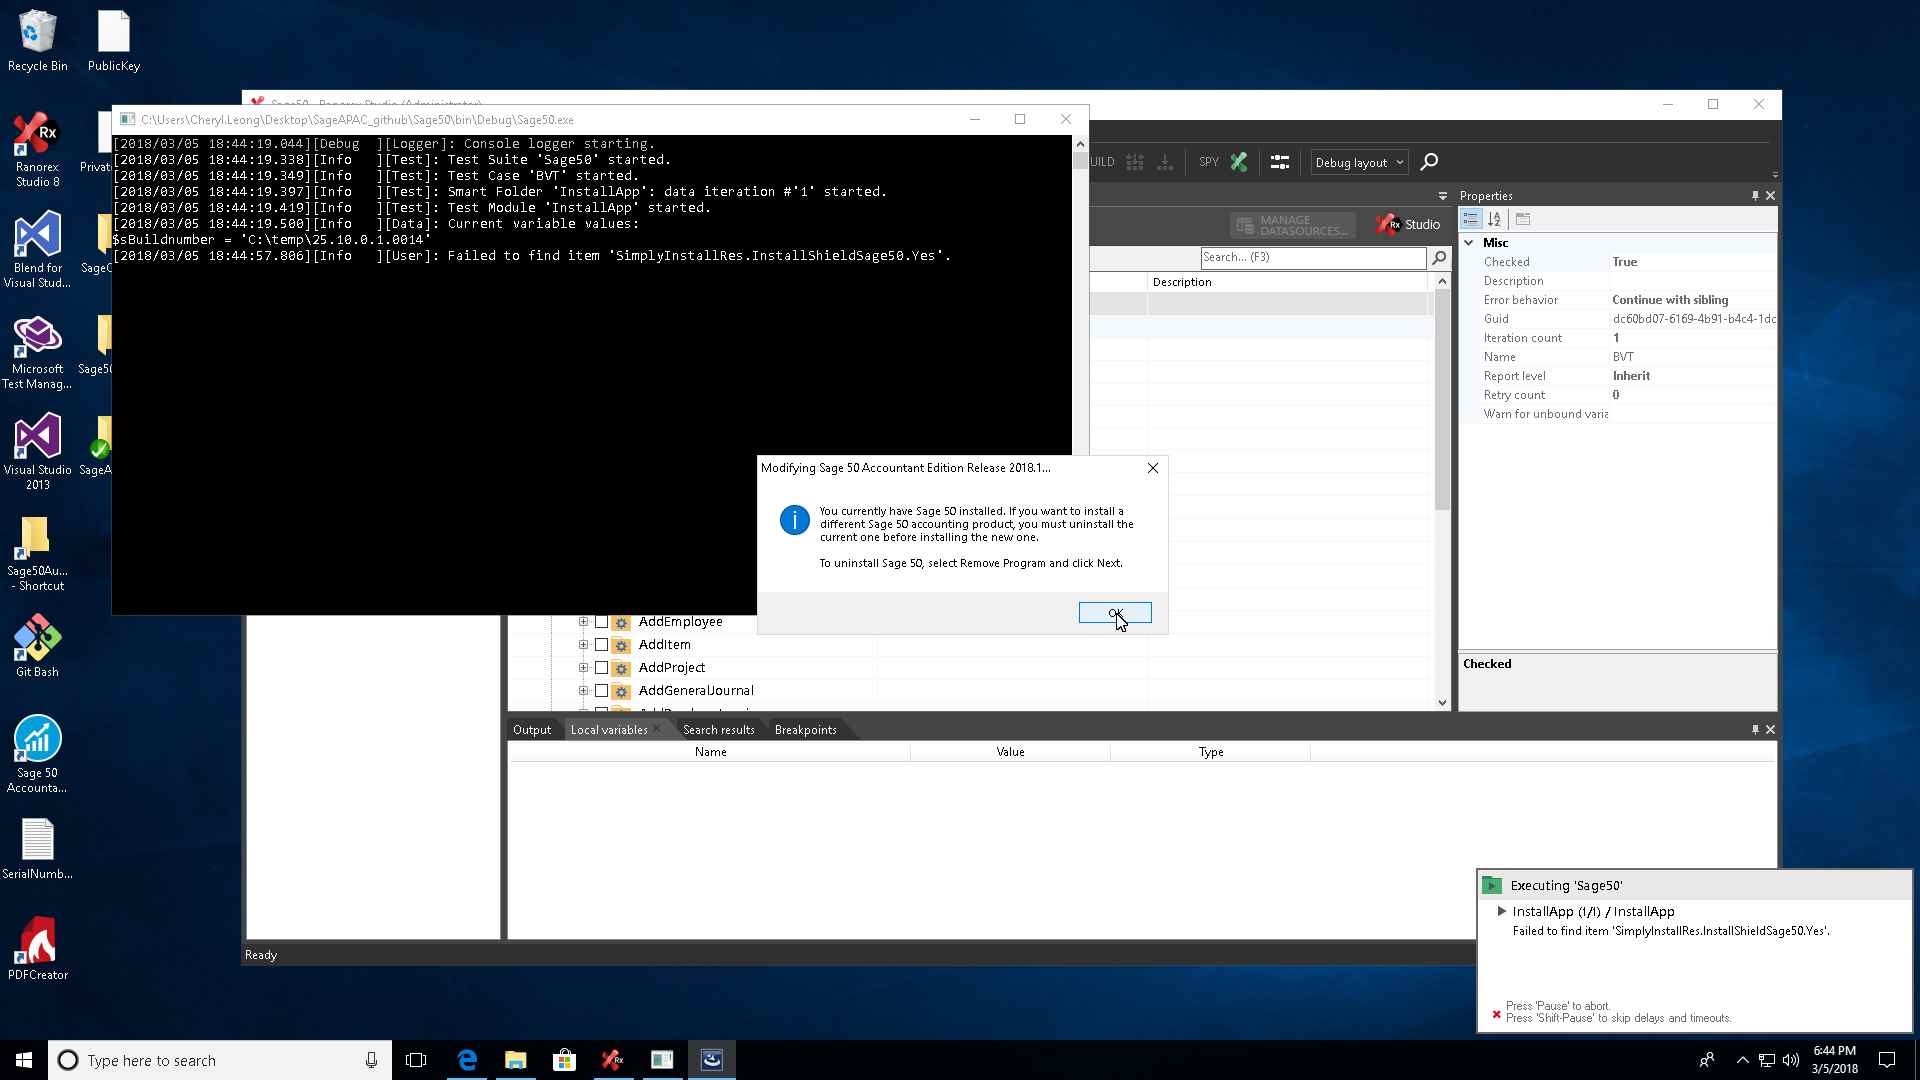 Recycle Bin
PublicKey
Ranorex
Studio 8
Privat
Blend for
Visual Stud...
SageC
Microsoft
Test Manag...
Sage50
Visual Studio
2013
SageA
Sage50Au...
- Shortcut
Git Bash
Sage 50
Accounta...
SerialNumb...
PDFCreator
Sage50 - Ranorex Studio (Administrator)
C:\Users\Cheryl.Leong\Desktop\SageAPAC_github\Sage50\bin\Debug\Sage50.exe
[2018/03/05 18:44:19.044][Debug  ][Logger]: Console logger starting.
[2018/03/05 18:44:19.338][Info   ][Test]: Test Suite 'Sage50' started.
[2018/03/05 18:44:19.349][Info   ][Test]: Test Case 'BVT' started.
[2018/03/05 18:44:19.397][Info   ][Test]: Smart Folder 'InstallApp': data iteration #'1' started.
[2018/03/05 18:44:19.419][Info   ][Test]: Test Module 'InstallApp' started.
[2018/03/05 18:44:19.500][Info   ][Data]: Current variable values:
$sBuildnumber = 'C:\temp\25.10.0.1.0014'
[2018/03/05 18:44:57.806][Info   ][User]: Failed to find item 'SimplyInstallRes.InstallShieldSage50.Yes'.
UILD
SPY
Debug layout
MANAGE
DATASOURCES...
Rx Studio
Search... (F3)
Description
Properties
Misc
Checked True
Description
Error behavior Continue with sibling
Guid dc60bd07-6169-4b91-b4c4-1dc
Iteration count 1
Name BVT
Report level Inherit
Retry count 0
Warn for unbound varia
Checked
Modifying Sage 50 Accountant Edition Release 2018.1...
You currently have Sage 50 installed. If you want to install a
different Sage 50 accounting product, you must uninstall the
current one before installing the new one.
To uninstall Sage 50, select Remove Program and click Next.
OK
AddEmployee
AddItem
AddProject
AddGeneralJournal
Output Local variables Search results Breakpoints
Name Value Type
Ready
Executing 'Sage50'
InstallApp (1/1) / InstallApp
Failed to find item 'SimplyInstallRes.InstallShieldSage50.Yes'.
Press 'Pause' to abort.
Press 'Shift-Pause' to skip delays and timeouts.
Type here to search
6:44 PM
3/5/2018